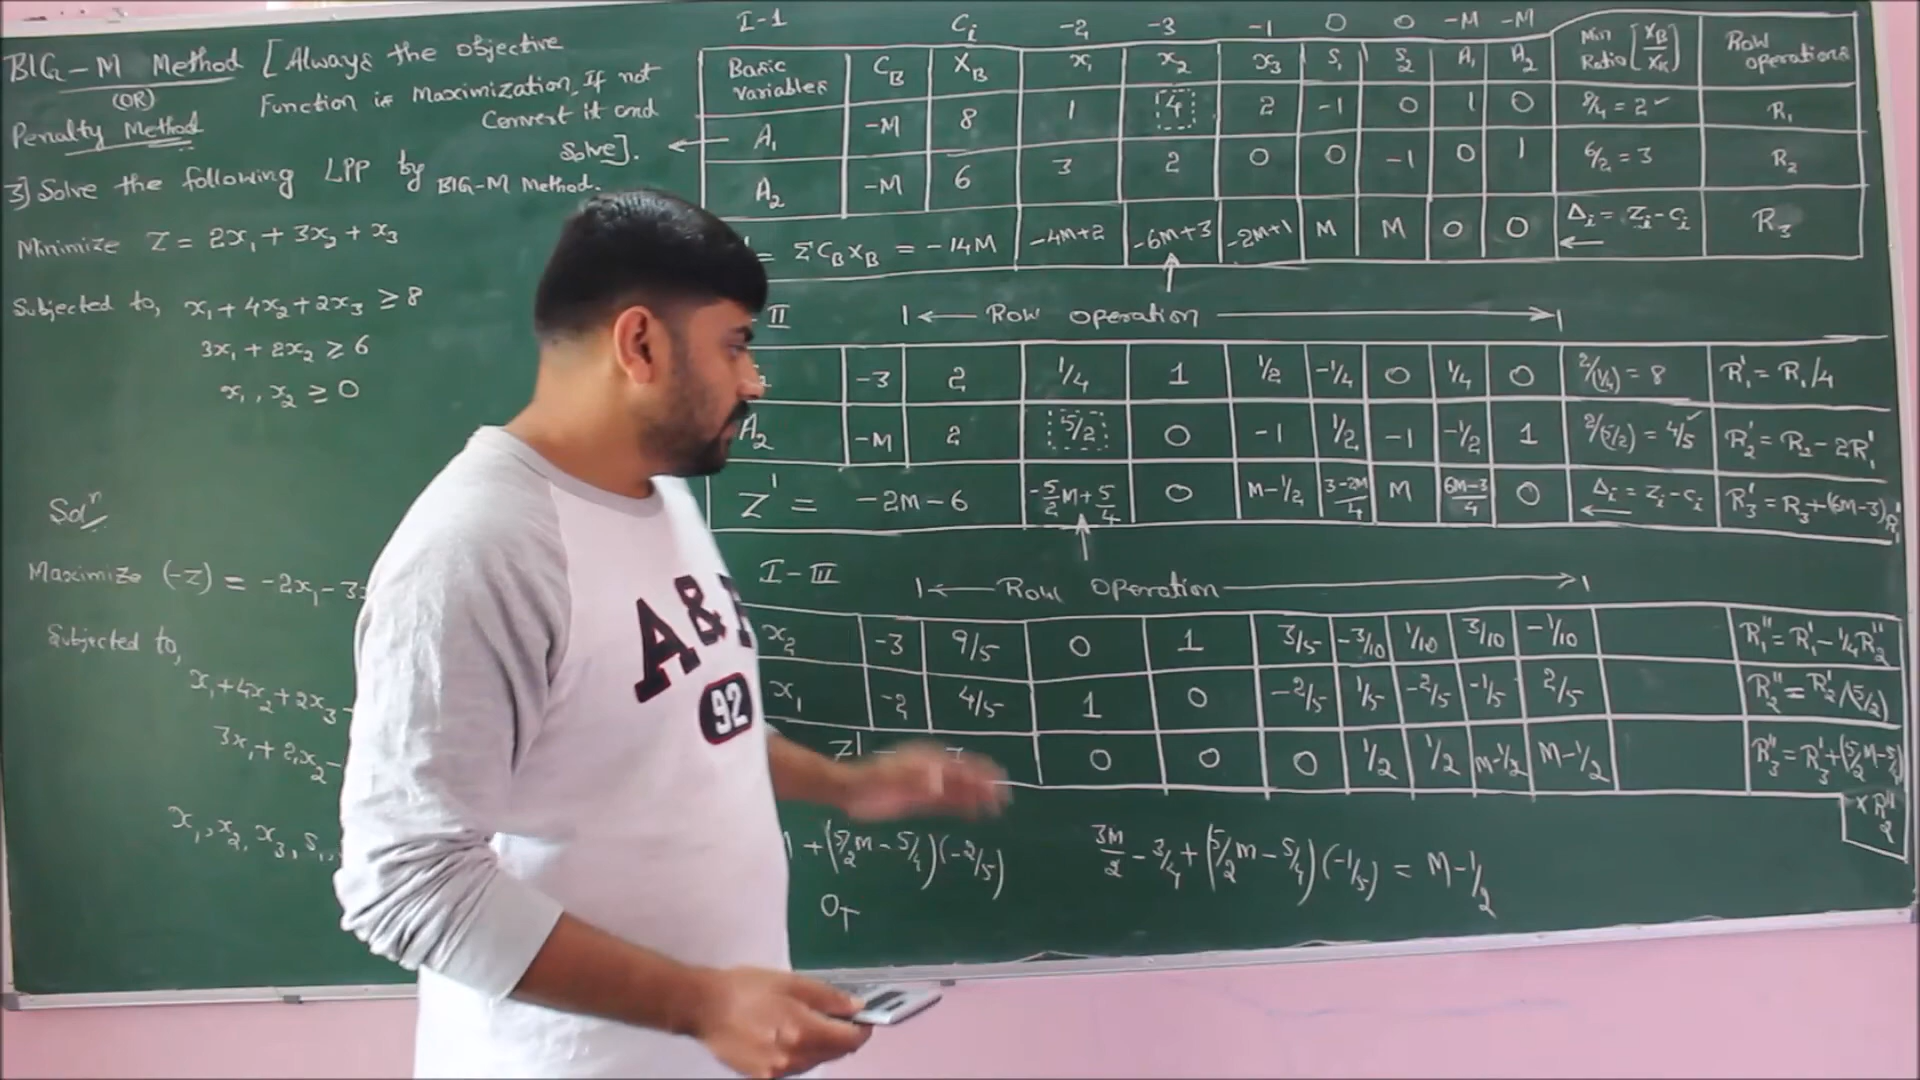 BIG-M Method [Always the objective
(OR) Function is Maximization, If not
Penalty Method Convert it and
Solve].
3) Solve the following LPP by BIG-M Method.
Minimize Z = 2x₁ + 3x₂ + x₃
Subjected to, x₁ + 4x₂ + 2x₃ ≥ 8
3x₁ + 2x₂ ≥ 6
x₁, x₂ ≥ 0
Solⁿ
Maximize (-Z) = -2x₁ - 3x
Subjected to,
x₁ + 4x₂ + 2x₃ -
3x₁ + 2x₂ -
x₁, x₂, x₃, S₁,
I-1 Cᵢ -2 -3 -1 0 0 -M -M
Basic Variables C_B X_B x₁ x₂ x₃ S₁ S₂ A₁ A₂ Min Ratio [X_B/X_K] Row operations
A₁ -M 8 1 4 2 -1 0 1 0 8/4 = 2 ✓ R₁
A₂ -M 6 3 2 0 0 -1 0 1 6/2 = 3 R₂
= ΣC_B X_B = -14M -4M+2 -6M+3 -2M+1 M M 0 0 Δᵢ = Zᵢ - Cᵢ R₃
II Row operation
-3 2 1/4 1 1/2 -1/4 0 1/4 0 2/(1/4) = 8 R₁' = R₁/4
A₂ -M 2 5/2 0 -1 1/2 -1 -1/2 1 2/(5/2) = 4/5 ✓ R₂' = R₂ - 2R₁'
Z' = -2M-6 -5/2M+5/4 0 M-1/2 3-2M/4 M 6M-3/4 0 Δᵢ = Zᵢ - Cᵢ R₃' = R₃ + (6M-3)R₁'
I-III Row operation
x₂ -3 9/5 0 1 3/5 -3/10 1/10 3/10 -1/10 R₁'' = R₁' - 1/4R₂''
x₁ -2 4/5 1 0 -2/5 1/5 -2/5 -1/5 2/5 R₂'' = R₂'/(5/2)
Z' 0 0 0 1/2 1/2 M-1/2 M-1/2 R₃'' = R₃' + (5/2M-5/4)
× R₂''
+ (5/2M - 5/4)(-2/5) 3M/2 - 3/4 + (5/2M - 5/4)(-1/5) = M - 1/2
0
A&
92